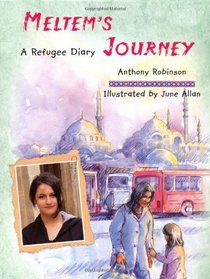 MELTEM'S
A Refugee Diary JOURNEY
Anthony Robinson
Illustrated by June Allan